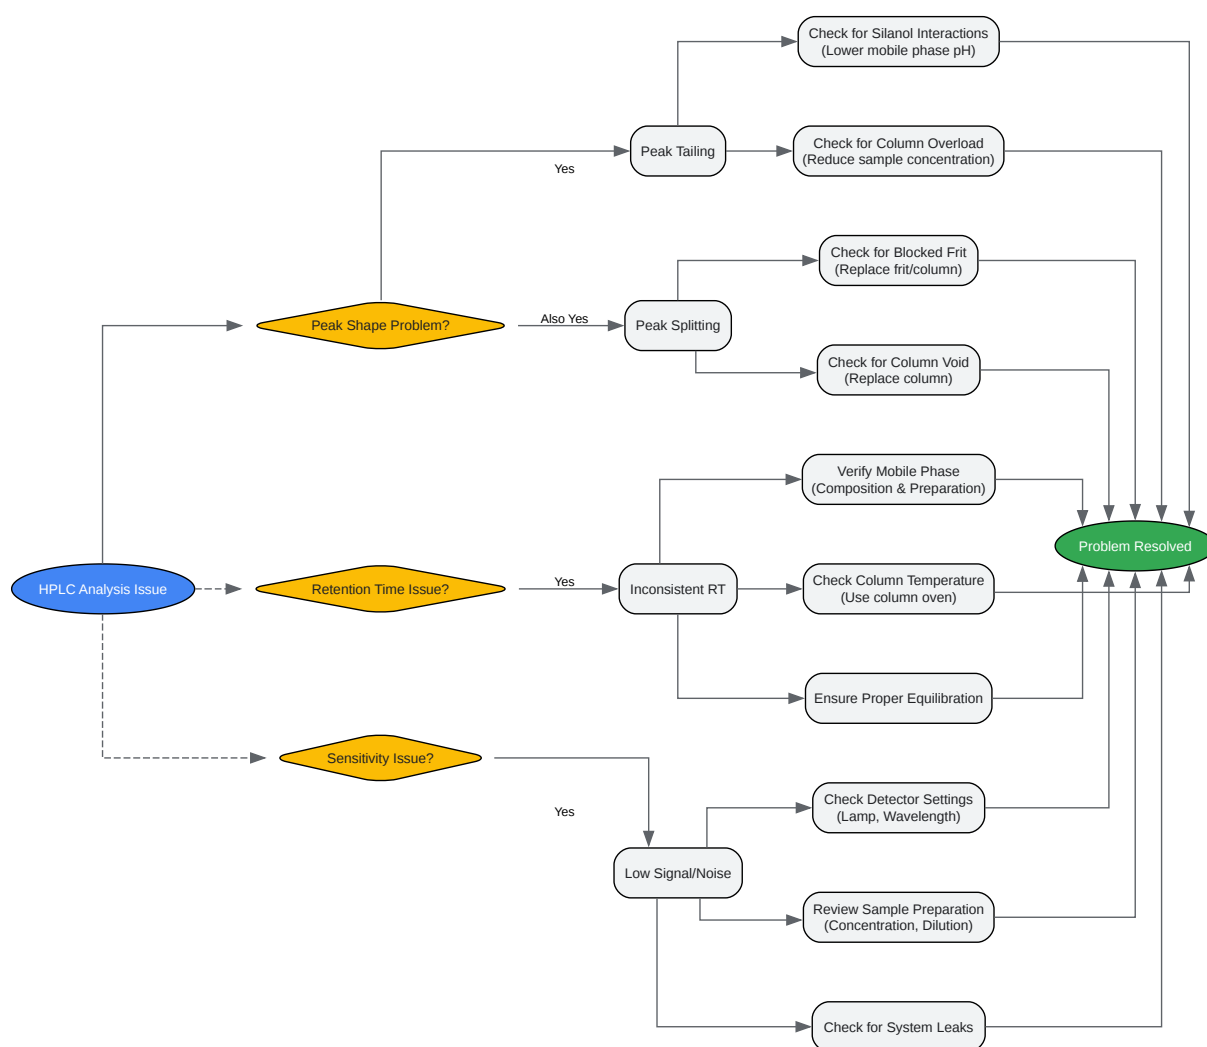 Check for Silanol Interactions
(Lower mobile phase pH)
Peak Tailing
Check for Column Overload
(Reduce sample concentration)
Yes
Check for Blocked Frit
(Replace frit/column)
Peak Shape Problem?
Also Yes
Peak Splitting
Check for Column Void
(Replace column)
Verify Mobile Phase
(Composition & Preparation)
Problem Resolved
HPLC Analysis Issue
Retention Time Issue?
Yes
Inconsistent RT
Check Column Temperature
(Use column oven)
Ensure Proper Equilibration
Sensitivity Issue?
Yes
Check Detector Settings
(Lamp, Wavelength)
Low Signal/Noise
Review Sample Preparation
(Concentration, Dilution)
Check for System Leaks